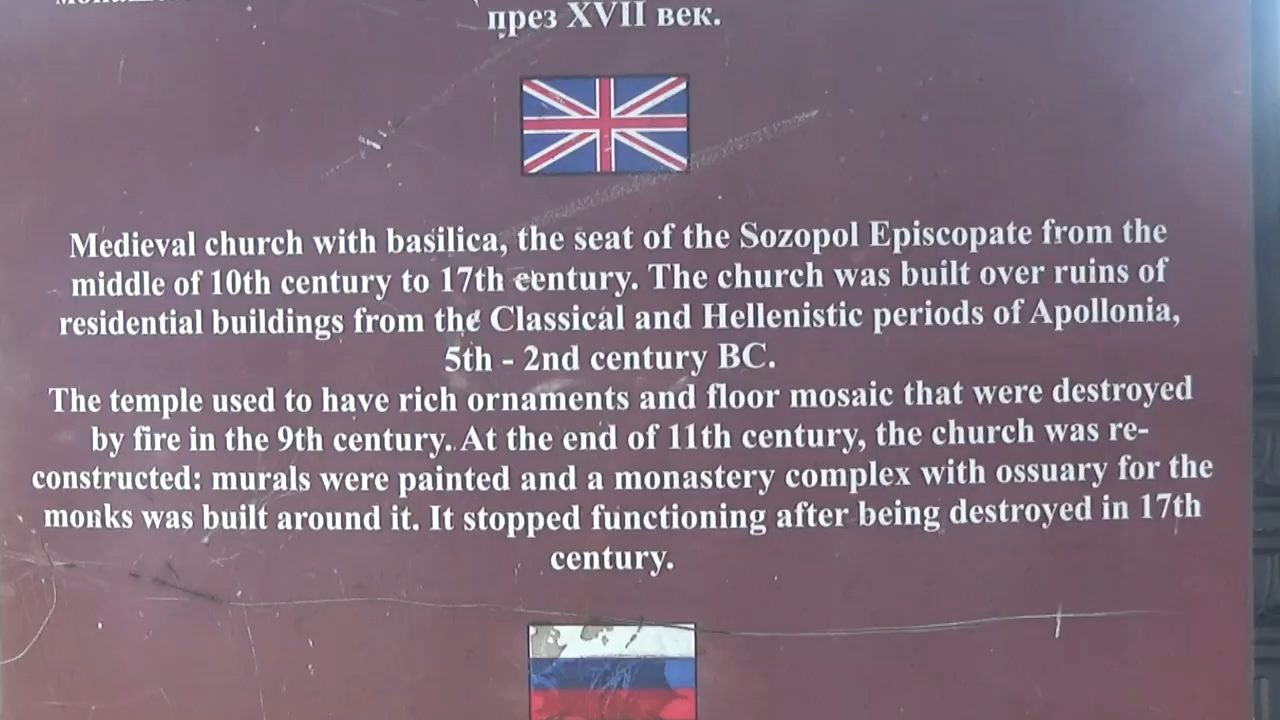 през XVII век.
Medieval church with basilica, the seat of the Sozopol Episcopate from the
middle of 10th century to 17th century. The church was built over ruins of
residential buildings from the Classical and Hellenistic periods of Apollonia,
5th - 2nd century BC.
The temple used to have rich ornaments and floor mosaic that were destroyed
by fire in the 9th century. At the end of 11th century, the church was re-
constructed: murals were painted and a monastery complex with ossuary for the
monks was built around it. It stopped functioning after being destroyed in 17th
century.